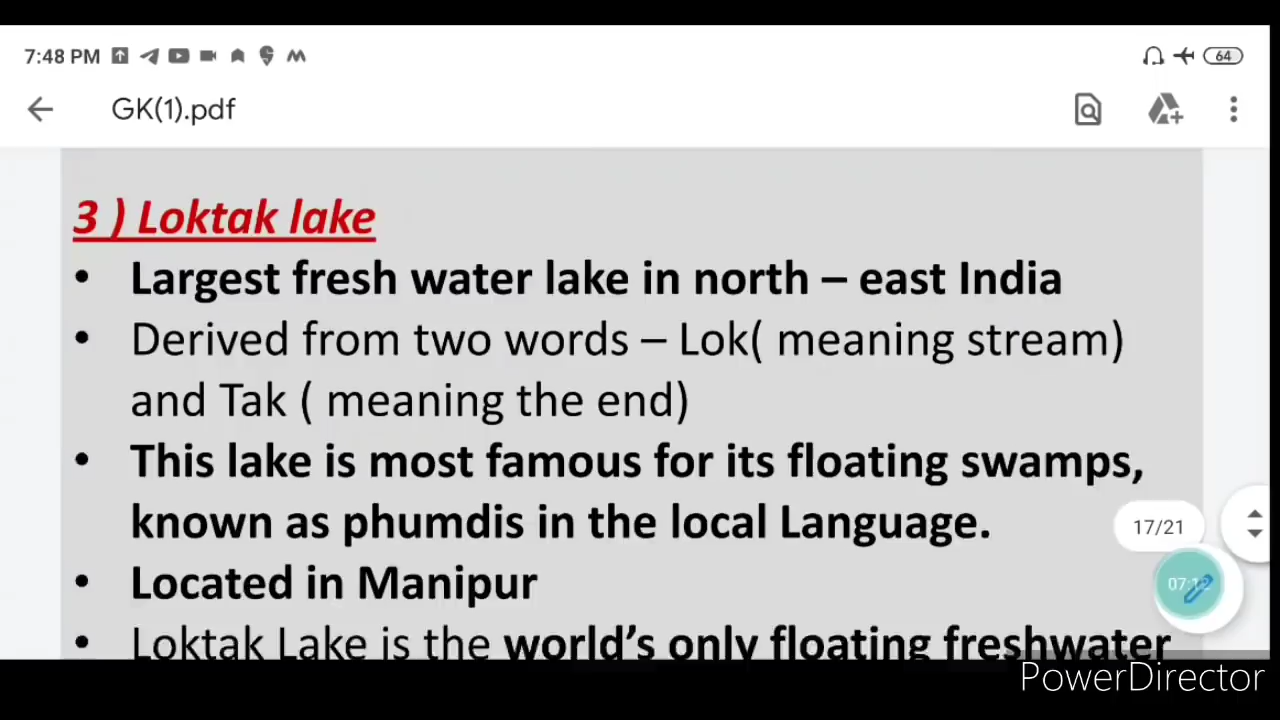 7:48 PM
64
GK(1).pdf
3 ) Loktak lake
• Largest fresh water lake in north – east India
• Derived from two words – Lok( meaning stream)
and Tak ( meaning the end)
• This lake is most famous for its floating swamps,
known as phumdis in the local Language.
17/21
• Located in Manipur
07:12
• Loktak Lake is the world's only floating freshwater
PowerDirector